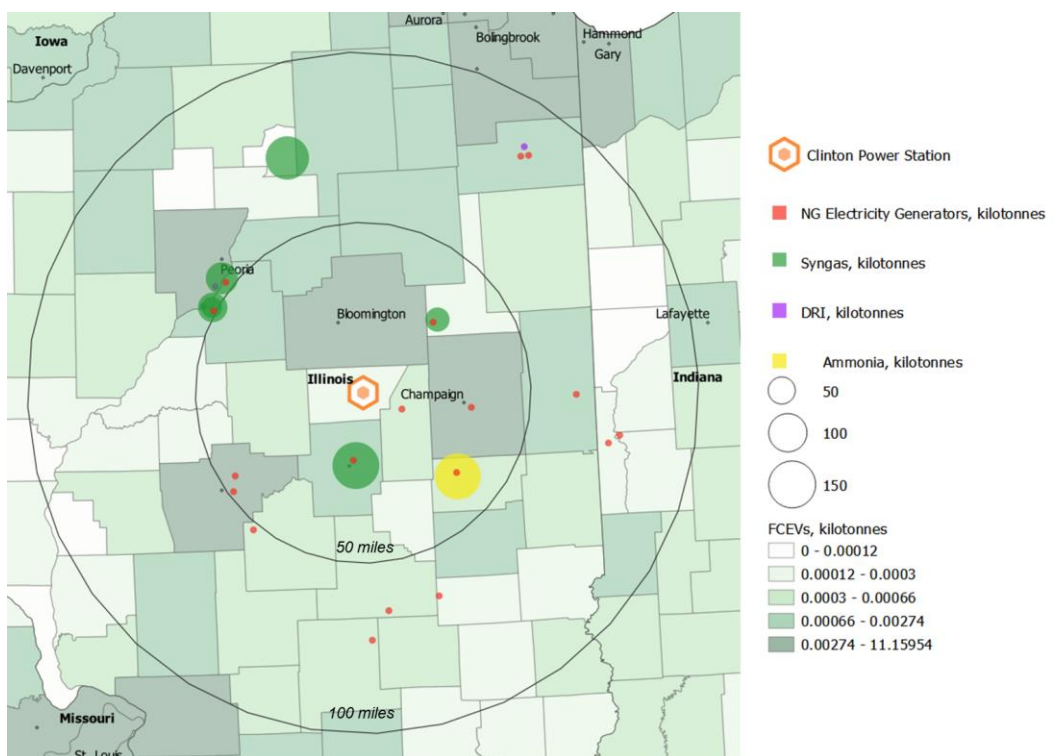 Iowa
Davenport
Aurora
Bolingbrook
Hammond
Gary
Peoria
Bloomington
Lafayette
Illinois
Champaign
Indiana
50 miles
100 miles
Missouri
St. Louis
Clinton Power Station
NG Electricity Generators, kilotonnes
Syngas, kilotonnes
DRI, kilotonnes
Ammonia, kilotonnes
50
100
150
FCEVs, kilotonnes
0 - 0.00012
0.00012 - 0.0003
0.0003 - 0.00066
0.00066 - 0.00274
0.00274 - 11.15954